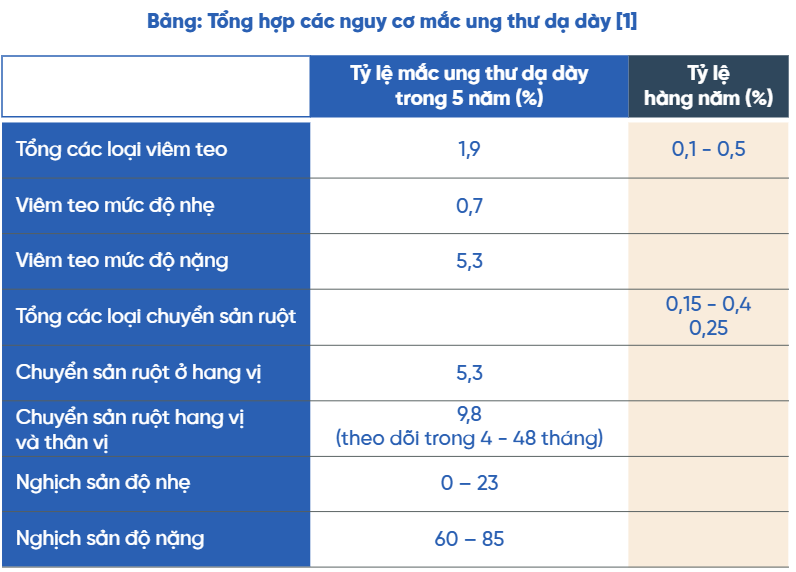 Bảng: Tổng hợp các nguy cơ mắc ung thư dạ dày [1]
Tỷ lệ mắc ung thư dạ dày
trong 5 năm (%)
Tỷ lệ
hàng năm (%)
Tổng các loại viêm teo
1,9
0,1 - 0,5
Viêm teo mức độ nhẹ
0,7
Viêm teo mức độ nặng
5,3
Tổng các loại chuyển sản ruột
0,15 - 0,4
0,25
Chuyển sản ruột ở hang vị
5,3
Chuyển sản ruột hang vị
và thân vị
9,8
(theo dõi trong 4 - 48 tháng)
Nghịch sản độ nhẹ
0 – 23
Nghịch sản độ nặng
60 – 85